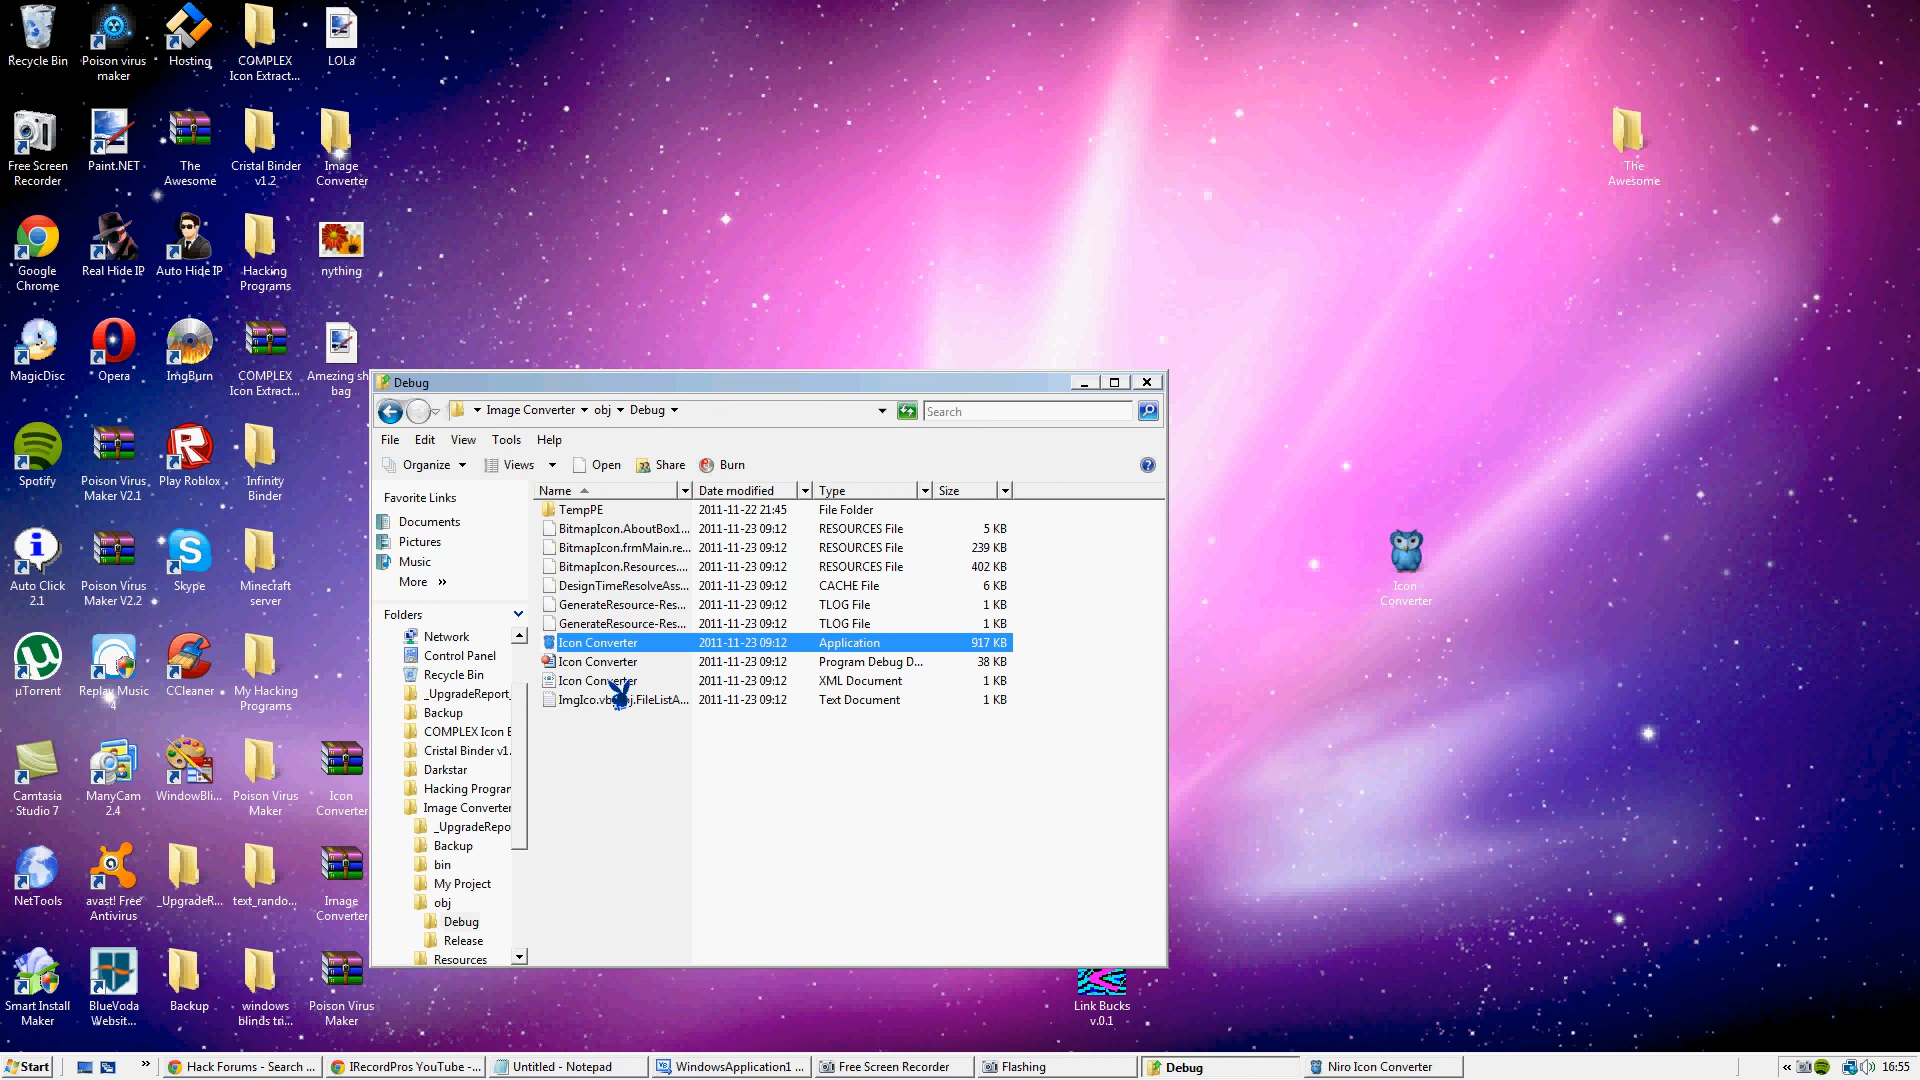 Recycle Bin
Poison virus
maker
Hosting
COMPLEX
Icon Extract...
LOLa
Free Screen
Recorder
Paint.NET
The
Awesome
Cristal Binder
v1.2
Image
Converter
The
Awesome
Google
Chrome
Real Hide IP
Auto Hide IP
Hacking
Programs
nything
MagicDisc
Opera
ImgBurn
COMPLEX
Icon Extract...
Amezing sh
bag
Spotify
Poison Virus
Maker V2.1
Play Roblox
Infinity
Binder
Auto Click
2.1
Poison Virus
Maker V2.2
Skype
Minecraft
server
Icon
Converter
µTorrent
Replay Music
4
CCleaner
My Hacking
Programs
Camtasia
Studio 7
ManyCam
2.4
WindowBli...
Poison Virus
Maker
Icon
Converter
NetTools
avast! Free
Antivirus
_UpgradeR...
text_rando...
Image
Converter
Smart Install
Maker
BlueVoda
Websit...
Backup
windows
blinds tri...
Poison Virus
Maker
Link Bucks
v.0.1
Debug
Image Converter obj Debug
Search
File Edit View Tools Help
Organize Views Open Share Burn
Favorite Links
Documents
Pictures
Music
More »
Folders
Network
Control Panel
Recycle Bin
_UpgradeReport_
Backup
COMPLEX Icon E
Cristal Binder v1.
Darkstar
Hacking Progran
Image Converter
_UpgradeRepo
Backup
bin
My Project
obj
Debug
Release
Resources
Name Date modified Type Size
TempPE 2011-11-22 21:45 File Folder
BitmapIcon.AboutBox1... 2011-11-23 09:12 RESOURCES File 5 KB
BitmapIcon.frmMain.re... 2011-11-23 09:12 RESOURCES File 239 KB
BitmapIcon.Resources.... 2011-11-23 09:12 RESOURCES File 402 KB
DesignTimeResolveAss... 2011-11-23 09:12 CACHE File 6 KB
GenerateResource-Res... 2011-11-23 09:12 TLOG File 1 KB
GenerateResource-Res... 2011-11-23 09:12 TLOG File 1 KB
Icon Converter 2011-11-23 09:12 Application 917 KB
Icon Converter 2011-11-23 09:12 Program Debug D... 38 KB
Icon Converter 2011-11-23 09:12 XML Document 1 KB
2011-11-23 09:12 Text Document 1 KB
Start » Hack Forums - Search ... IRecordPros YouTube -... Untitled - Notepad WindowsApplication1 ... Free Screen Recorder Flashing Debug Niro Icon Converter « 16:55